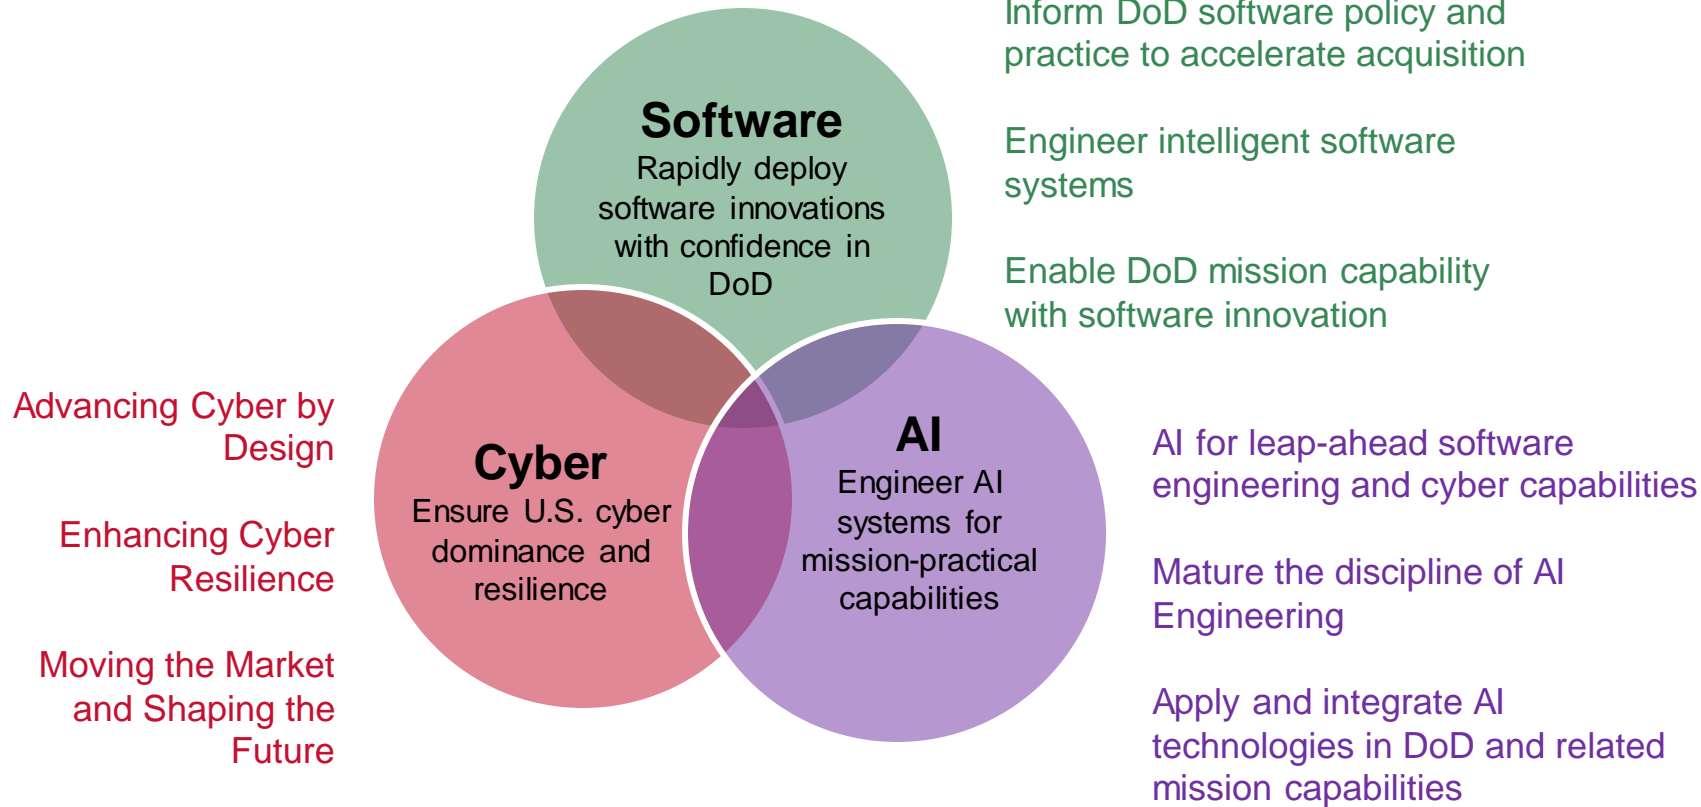 Inform DoD software policy and
practice to accelerate acquisition
Engineer intelligent software
systems
Enable DoD mission capability
with software innovation
Software
Rapidly deploy
software innovations
with confidence in
DoD
Advancing Cyber by
Design
Enhancing Cyber
Resilience
Moving the Market
and Shaping the
Future
Cyber
Ensure U.S. cyber
dominance and
resilience
AI
Engineer AI
systems for
mission-practical
capabilities
AI for leap-ahead software
engineering and cyber capabilities
Mature the discipline of AI
Engineering
Apply and integrate AI
technologies in DoD and related
mission capabilities